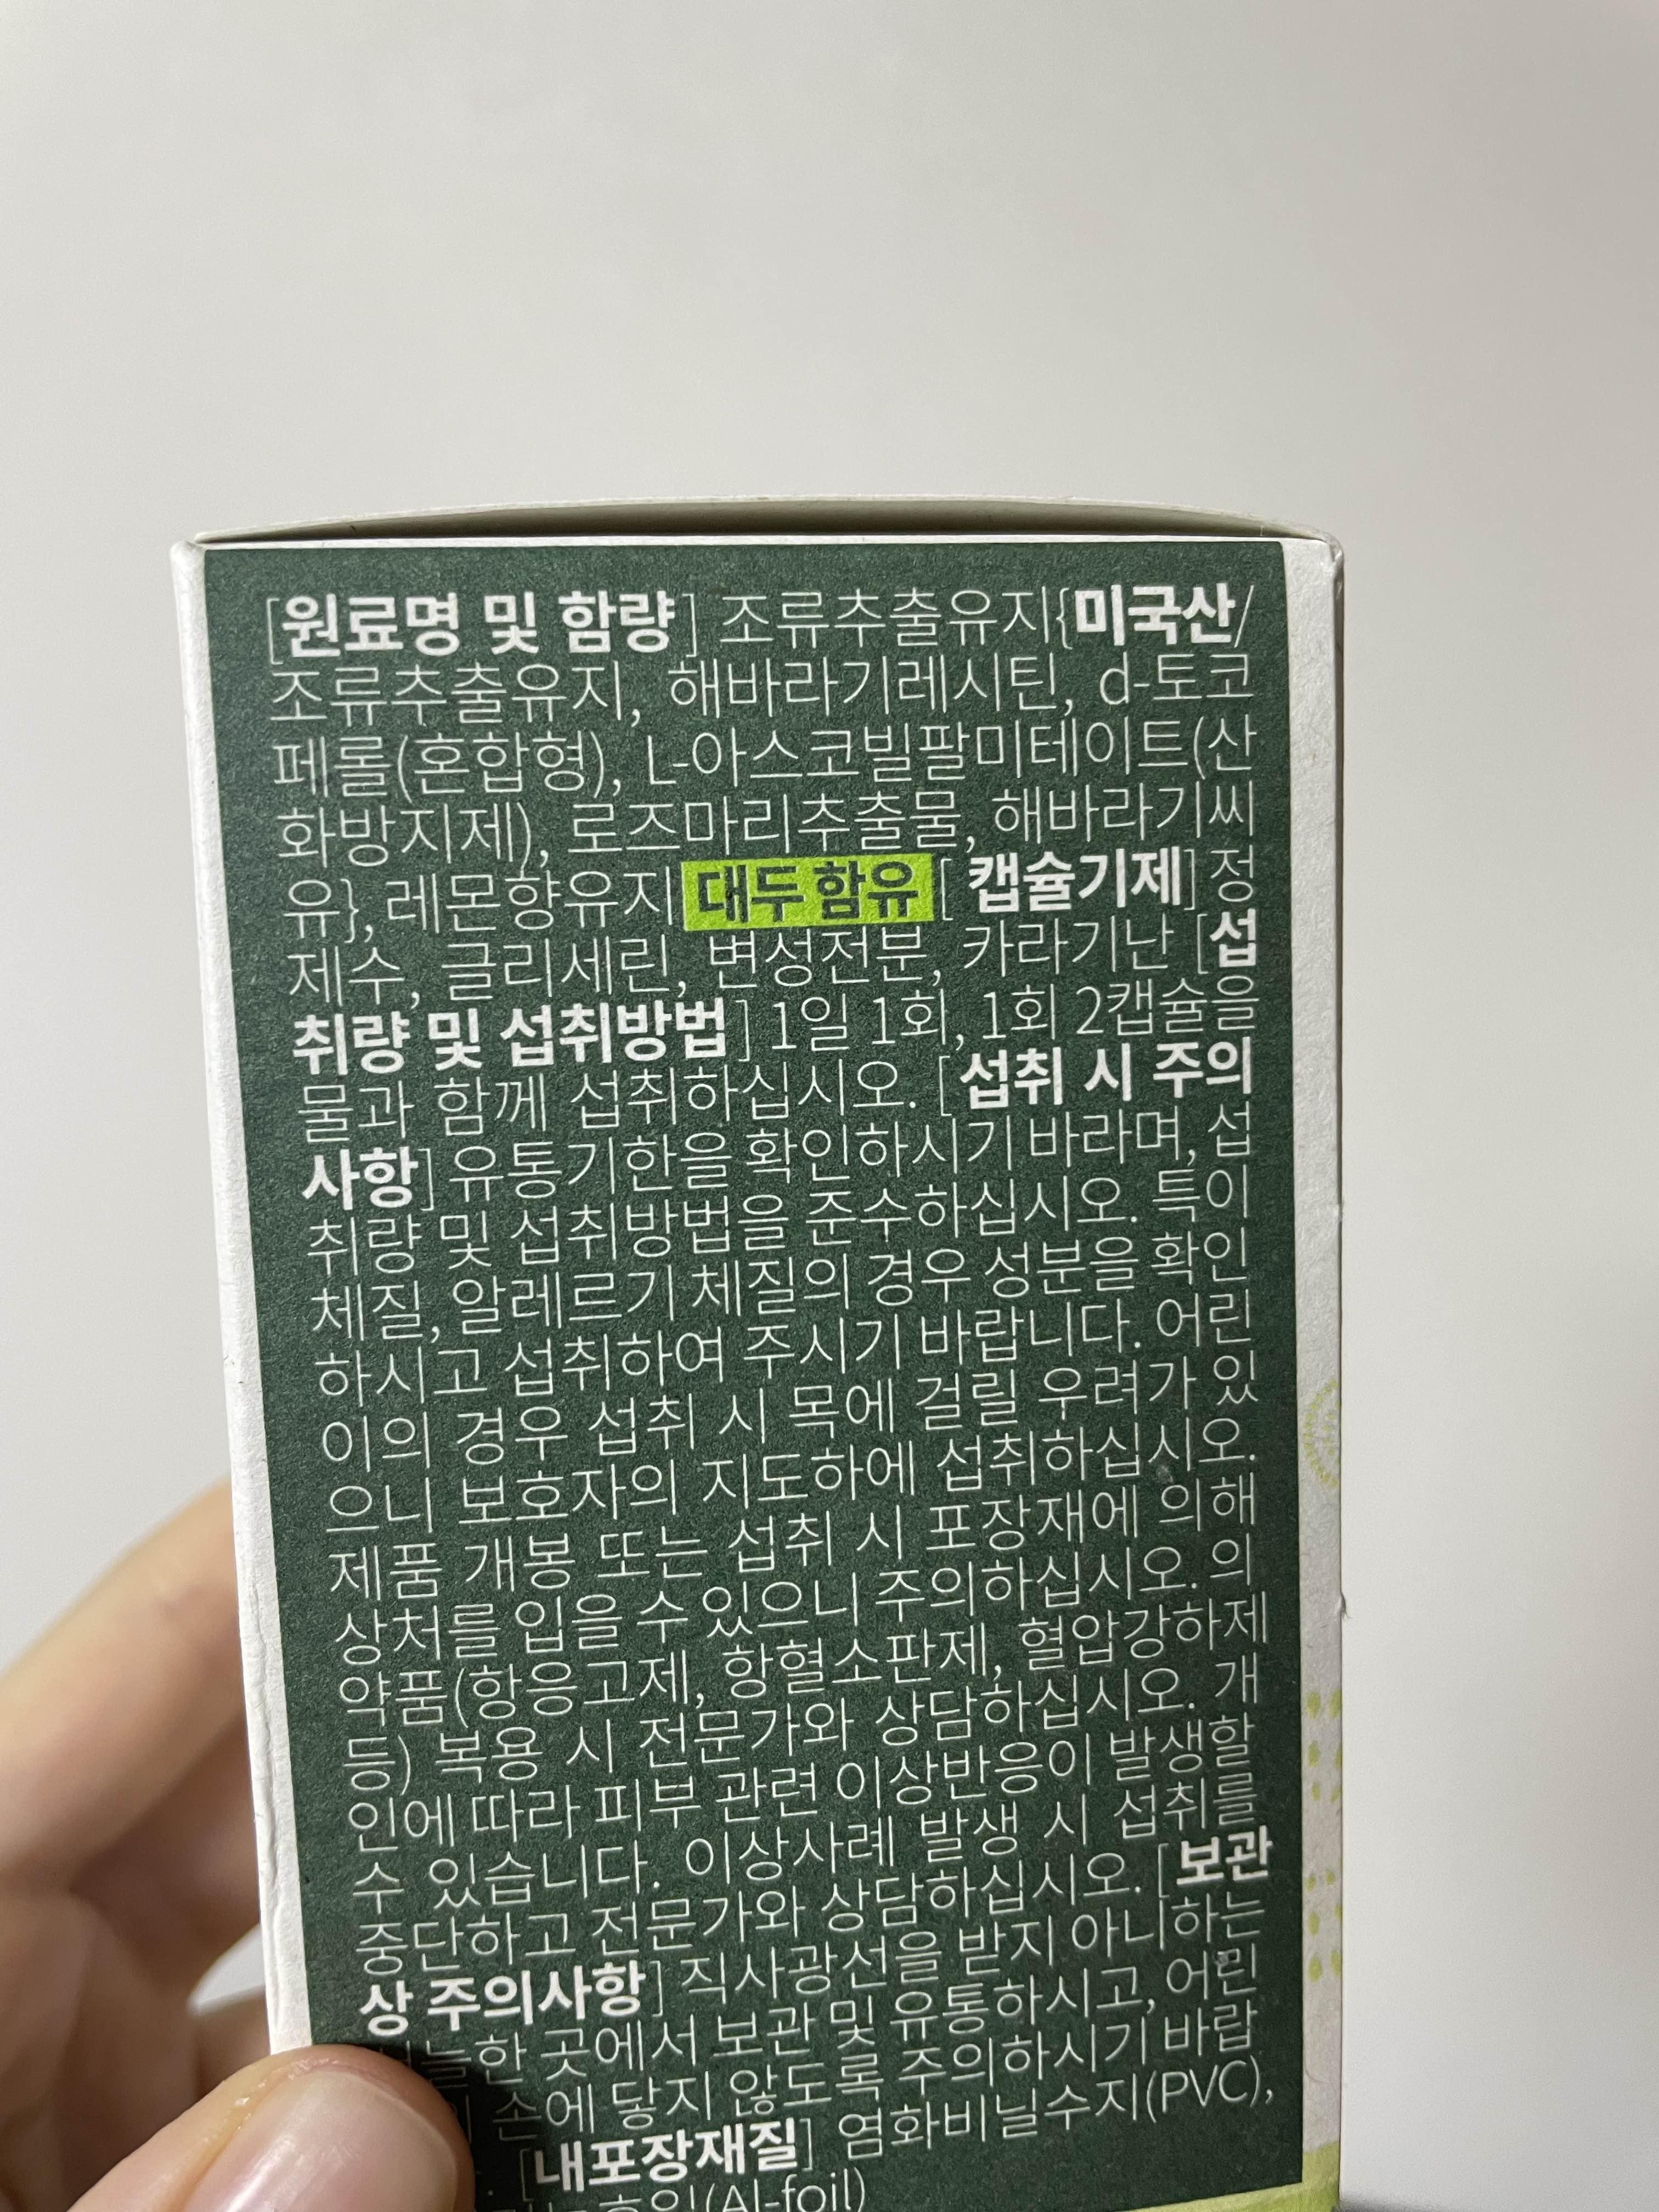 [원료명 및 함량] 조류추출유지{미국산/
조류추출유지, 해바라기레시틴, d-토코
페롤(혼합형), L-아스코빌팔미테이트(산
화방지제), 로즈마리추출물, 해바라기씨
유}, 레몬향유지 대두 함유 [캡슐기제] 정
제수, 글리세린, 변성전분, 카라기난 [섭
취량 및 섭취방법] 1일 1회, 1회 2캡슐을
물과 함께 섭취하십시오. [섭취 시 주의
사항] 유통기한을 확인하시기 바라며, 섭
취량 및 섭취방법을 준수하십시오. 특이
체질, 알레르기 체질의 경우 성분을 확인
하시고 섭취하여 주시기 바랍니다. 어린
이의 경우 섭취 시 목에 걸릴 우려가 있
으니 보호자의 지도하에 섭취하십시오.
제품 개봉 또는 섭취 시 포장재에 의해
상처를 입을 수 있으니 주의하십시오. 의
약품(항응고제, 항혈소판제, 혈압강하제
등) 복용 시 전문가와 상담하십시오. 개
인에 따라 피부 관련 이상반응이 발생할
수 있습니다. 이상사례 발생 시 섭취를
중단하고 전문가와 상담하십시오. [보관
상 주의사항] 직사광선을 받지 아니하는
곳에서 보관 및 유통하시고, 어린
손에 닿지 않도록 주의하시기 바랍
[내포장재질] 염화비닐수지(PVC),
(Al-foil)